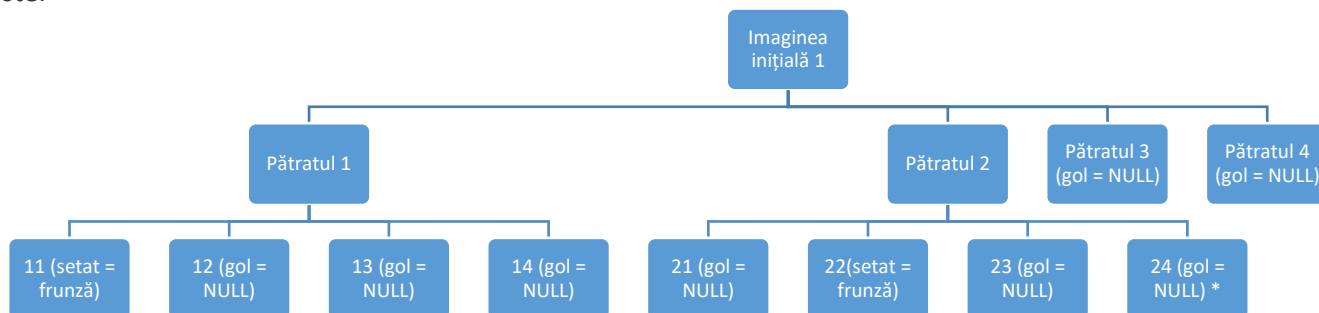 Imaginea
inițială 1
Pătratul 1
Pătratul 2
Pătratul 3
(gol = NULL)
Pătratul 4
(gol = NULL)
11 (setat =
frunză)
12 (gol =
NULL)
13 (gol =
NULL)
14 (gol =
NULL)
21 (gol =
NULL)
22(setat =
frunză)
23 (gol =
NULL)
24 (gol =
NULL) *